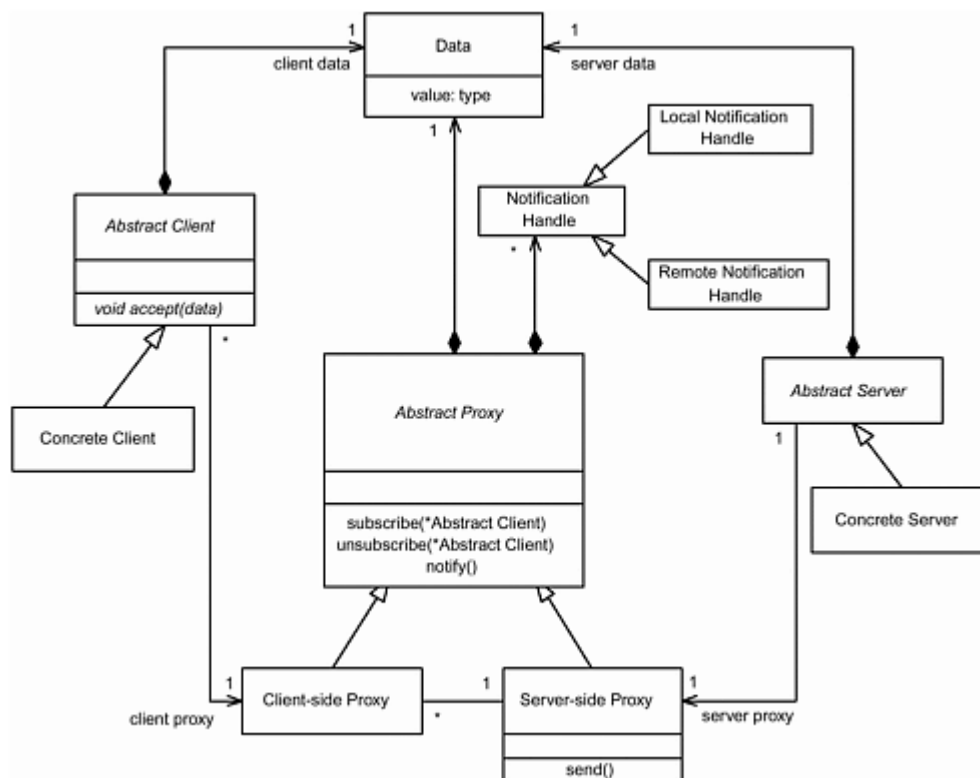 1
Data
1
client data
server data
value: type
1
Local Notification
Handle
Notification
Handle
*
Remote Notification
Handle
Abstract Client
void accept(data)
*
Abstract Proxy
Abstract Server
1
Concrete Client
subscribe(*Abstract Client)
unsubscribe(*Abstract Client)
notify()
Concrete Server
1
Client-side Proxy
*
1
Server-side Proxy
1
client proxy
server proxy
send()